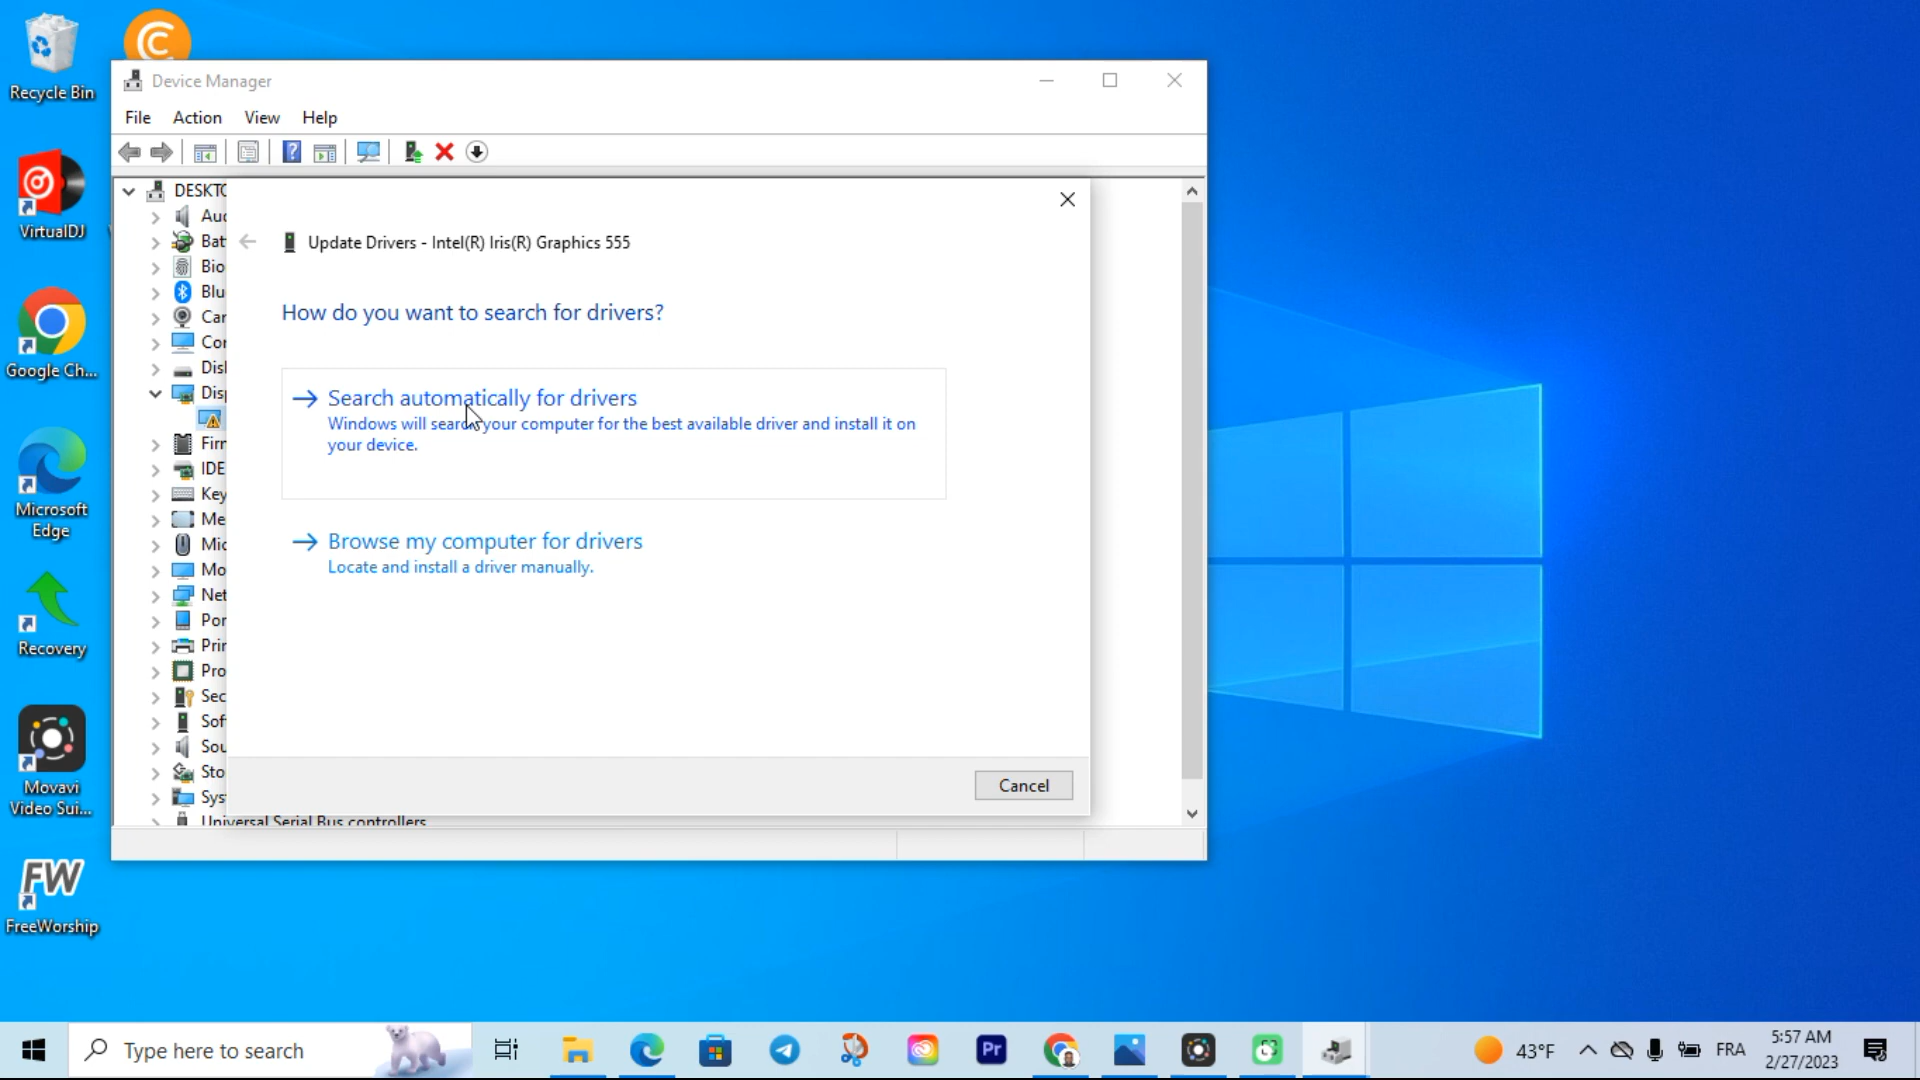 Recycle Bin
VirtualDJ
Google Ch...
Microsoft
Edge
Recovery
Movavi
Video Sui...
FW
FreeWorship
Device Manager
File Action View Help
DESKTO
Aud
Bat
Bio
Blu
Car
Cor
Disl
Disp
Firr
IDE
Key
Me
Mic
Mo
Net
Por
Prir
Pro
Sec
Sof
Sou
Sto
Sys
Universal Serial Bus controllers
Update Drivers - Intel(R) Iris(R) Graphics 555
How do you want to search for drivers?
Search automatically for drivers
Windows will search your computer for the best available driver and install it on
your device.
Browse my computer for drivers
Locate and install a driver manually.
Cancel
Type here to search
Pr
43°F
FRA
5:57 AM
2/27/2023